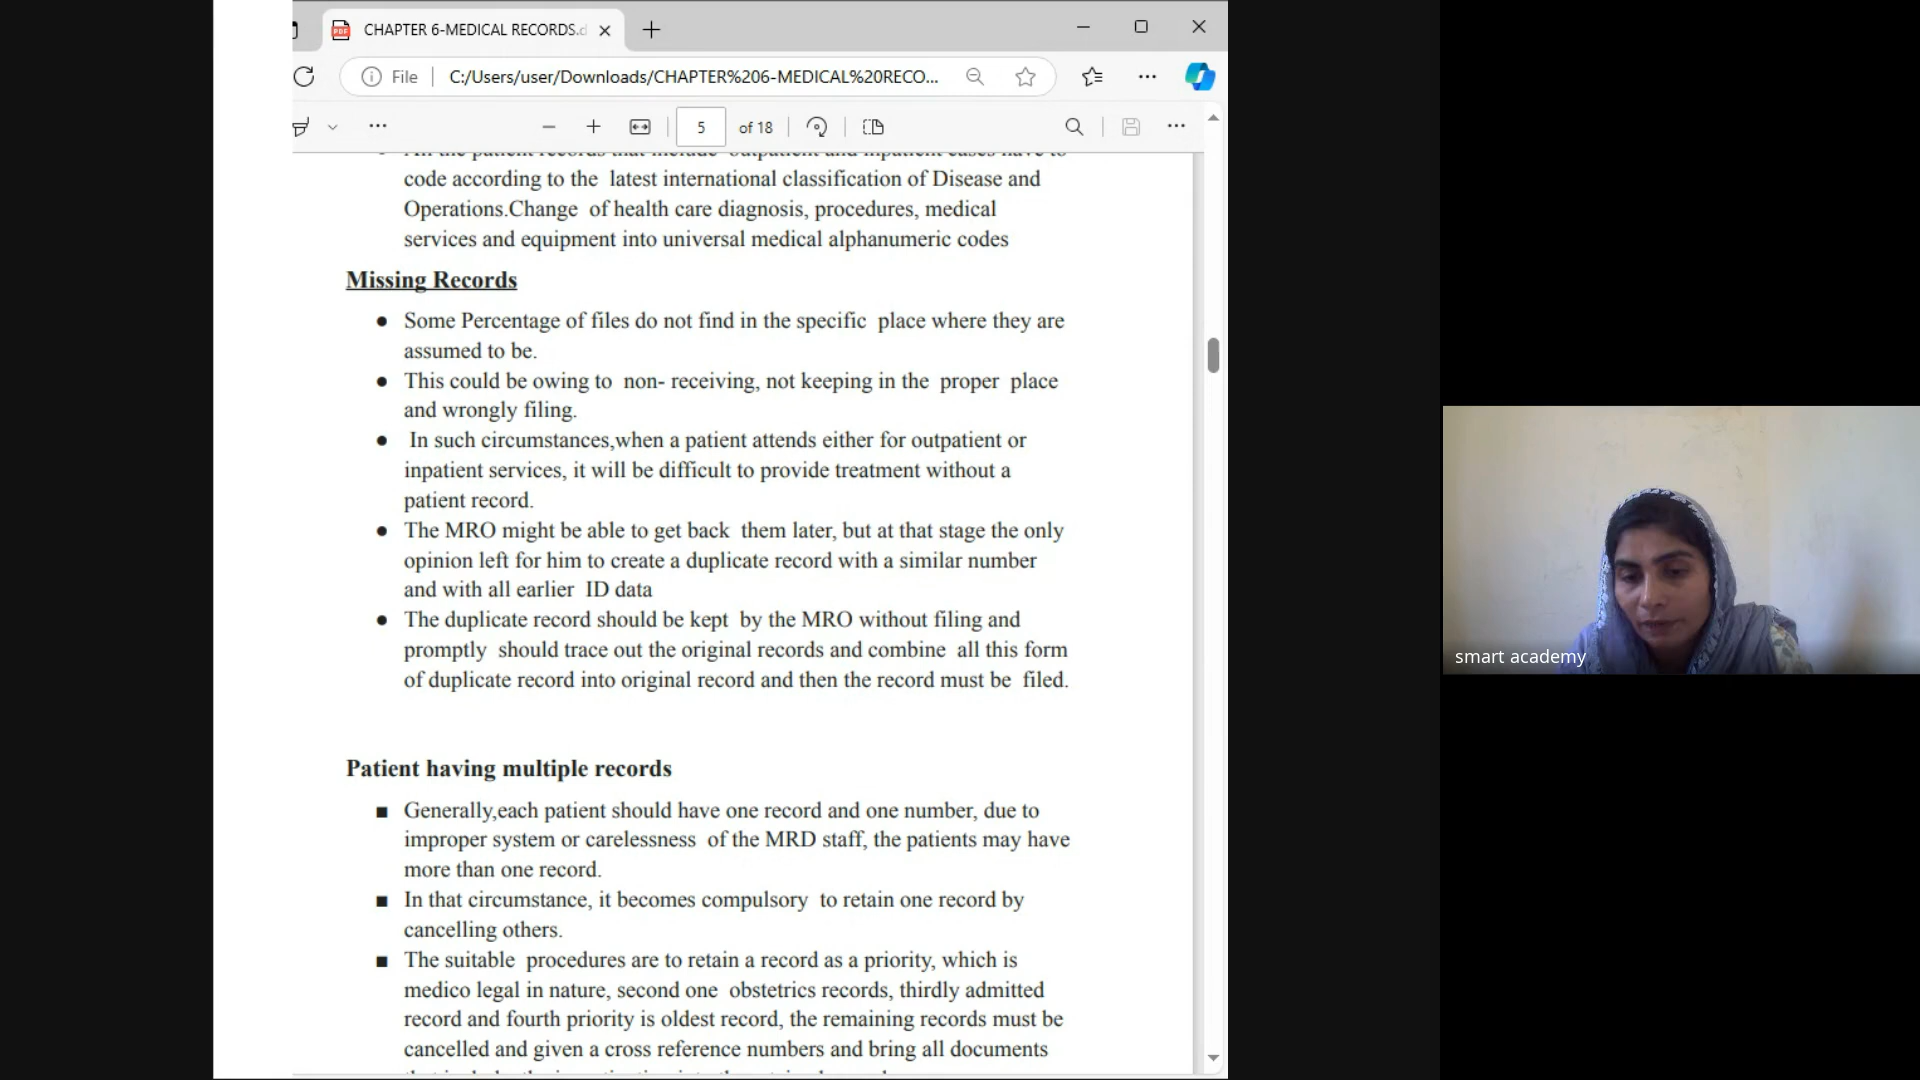 CHAPTER 6-MEDICAL RECORDS.d
File
C:/Users/user/Downloads/CHAPTER%206-MEDICAL%20RECO...
5 of 18
All the patient records that include outpatient and inpatient cases have to
code according to the latest international classification of Disease and
Operations.Change of health care diagnosis, procedures, medical
services and equipment into universal medical alphanumeric codes
Missing Records
● Some Percentage of files do not find in the specific place where they are
assumed to be.
● This could be owing to non- receiving, not keeping in the proper place
and wrongly filing.
● In such circumstances,when a patient attends either for outpatient or
inpatient services, it will be difficult to provide treatment without a
patient record.
● The MRO might be able to get back them later, but at that stage the only
opinion left for him to create a duplicate record with a similar number
and with all earlier ID data
● The duplicate record should be kept by the MRO without filing and
promptly should trace out the original records and combine all this form
of duplicate record into original record and then the record must be filed.
Patient having multiple records
■ Generally,each patient should have one record and one number, due to
improper system or carelessness of the MRD staff, the patients may have
more than one record.
■ In that circumstance, it becomes compulsory to retain one record by
cancelling others.
■ The suitable procedures are to retain a record as a priority, which is
medico legal in nature, second one obstetrics records, thirdly admitted
record and fourth priority is oldest record, the remaining records must be
cancelled and given a cross reference numbers and bring all documents
smart academy